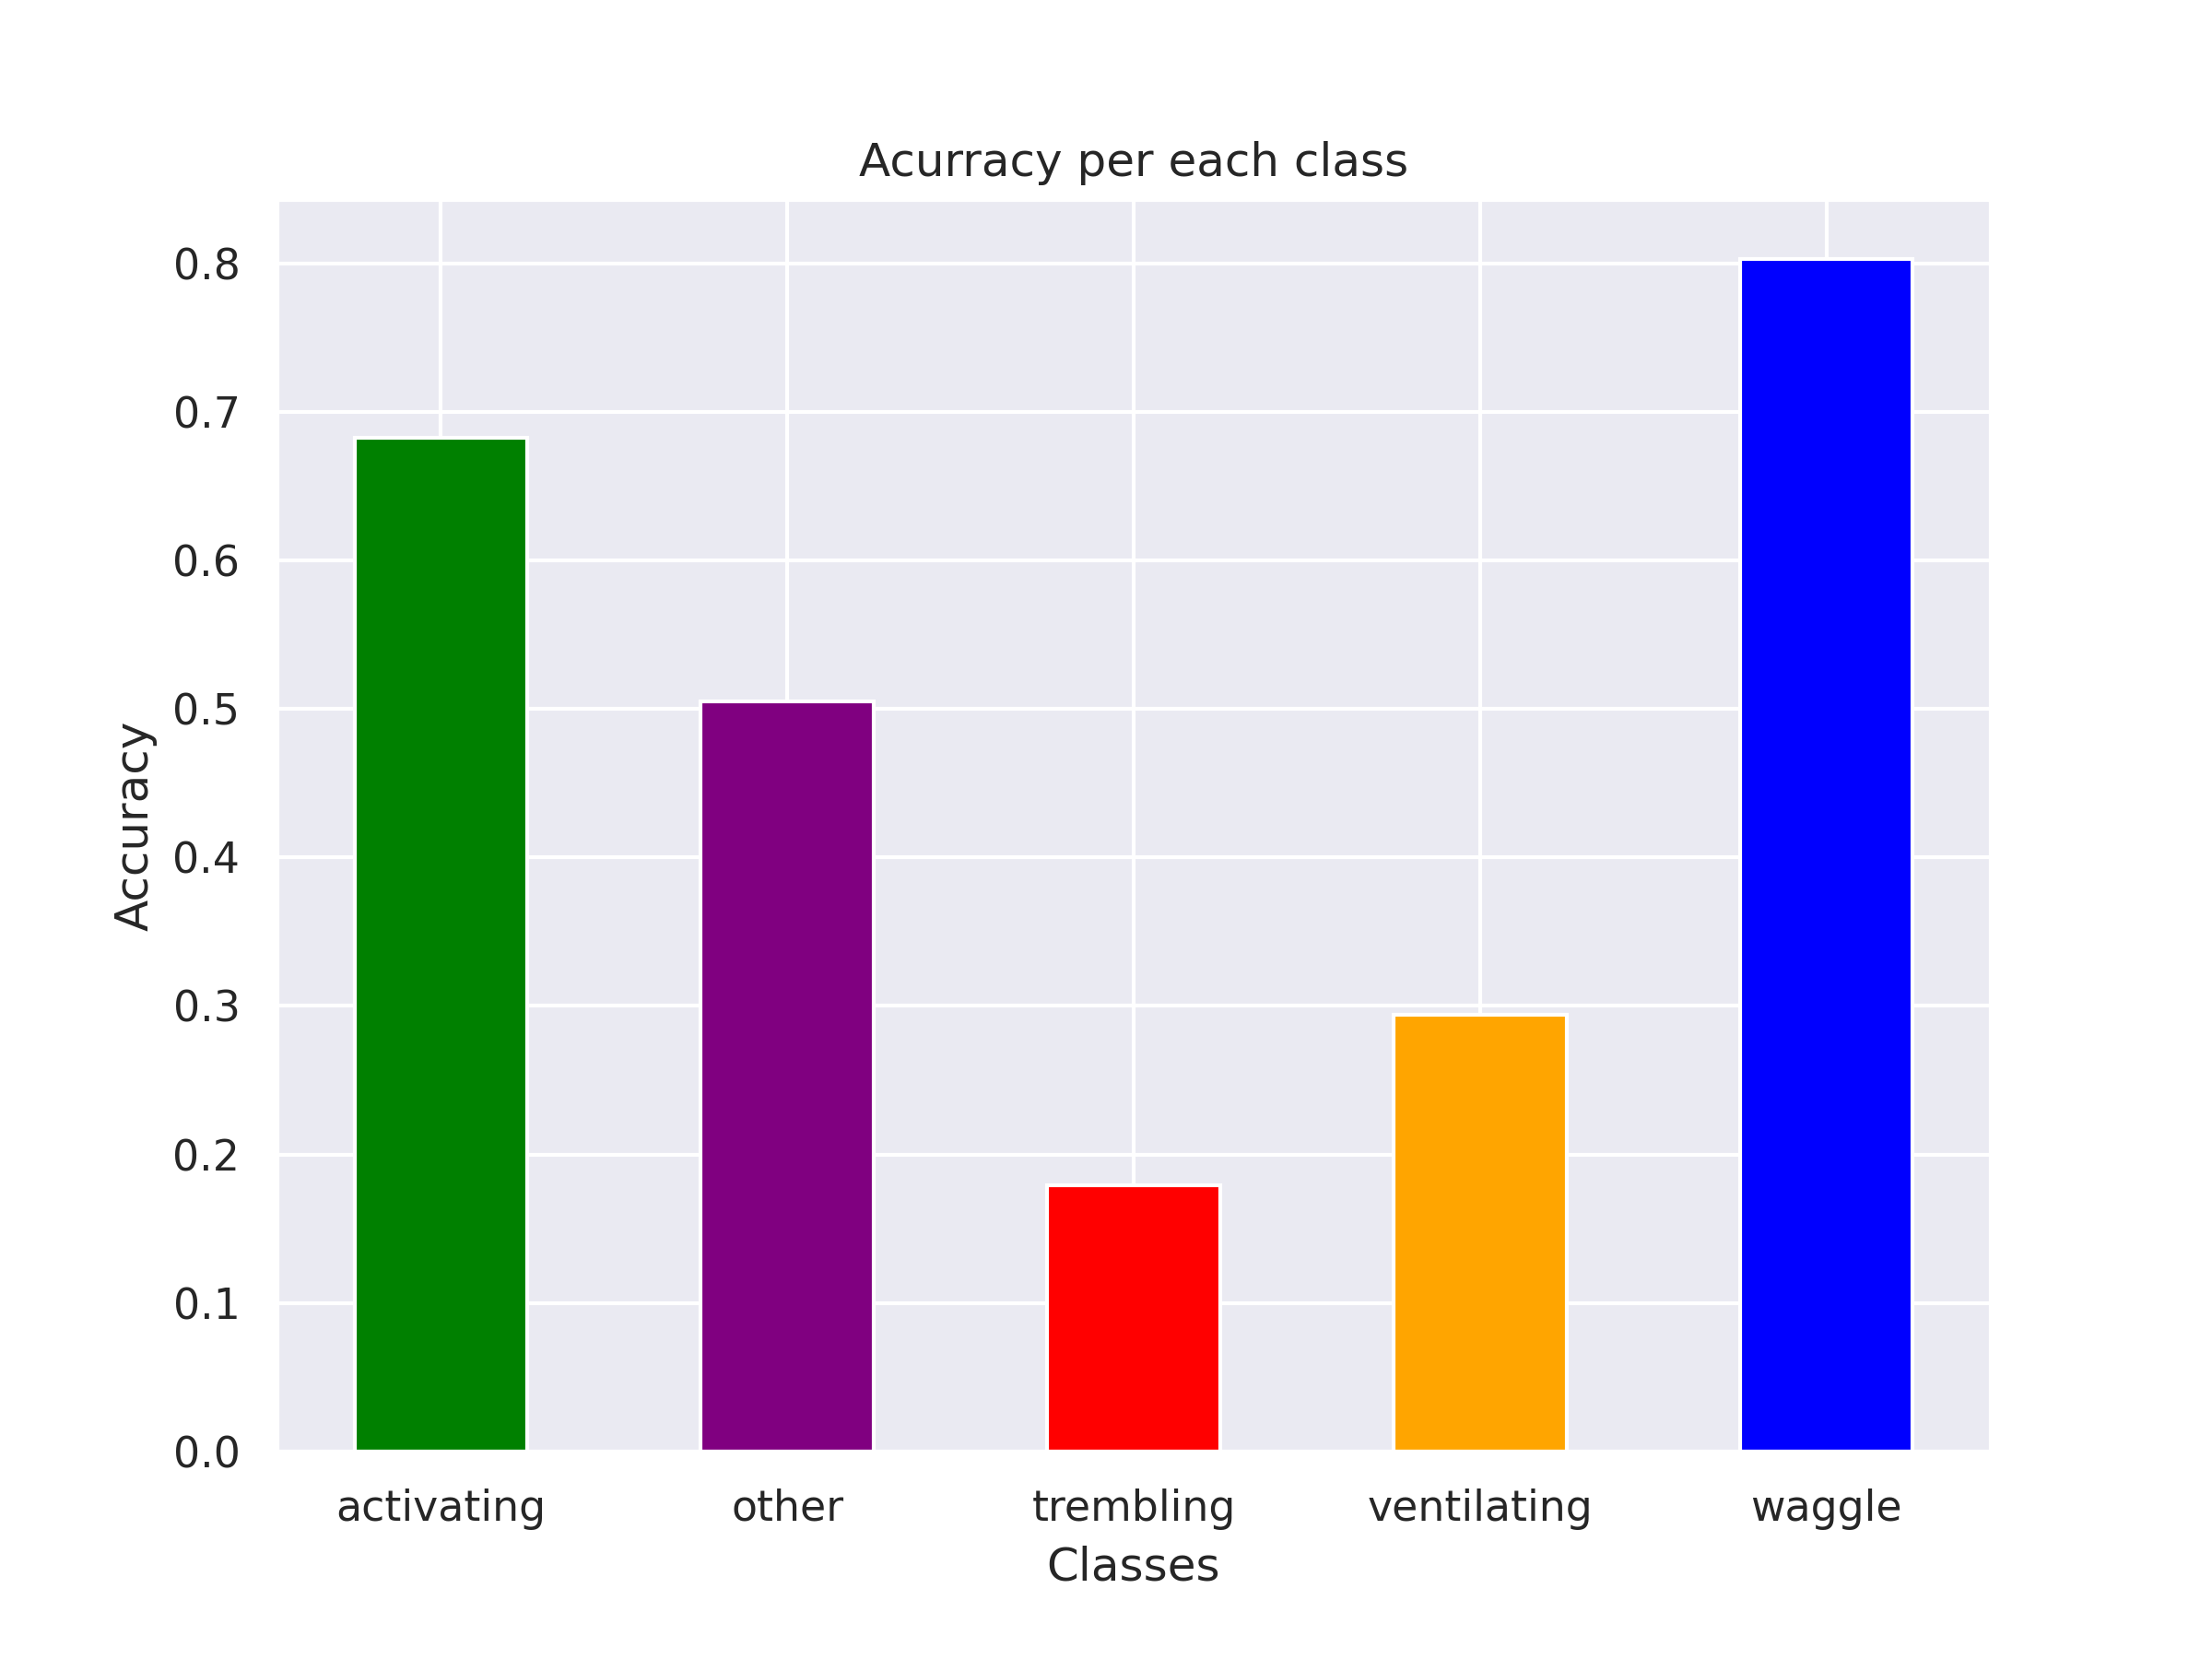 Acurracy per each class
0.8
0.7
0.6
0.5
0.4
0.3
0.2
0.1
0.0
Accuracy
activating other trembling ventilating waggle
Classes